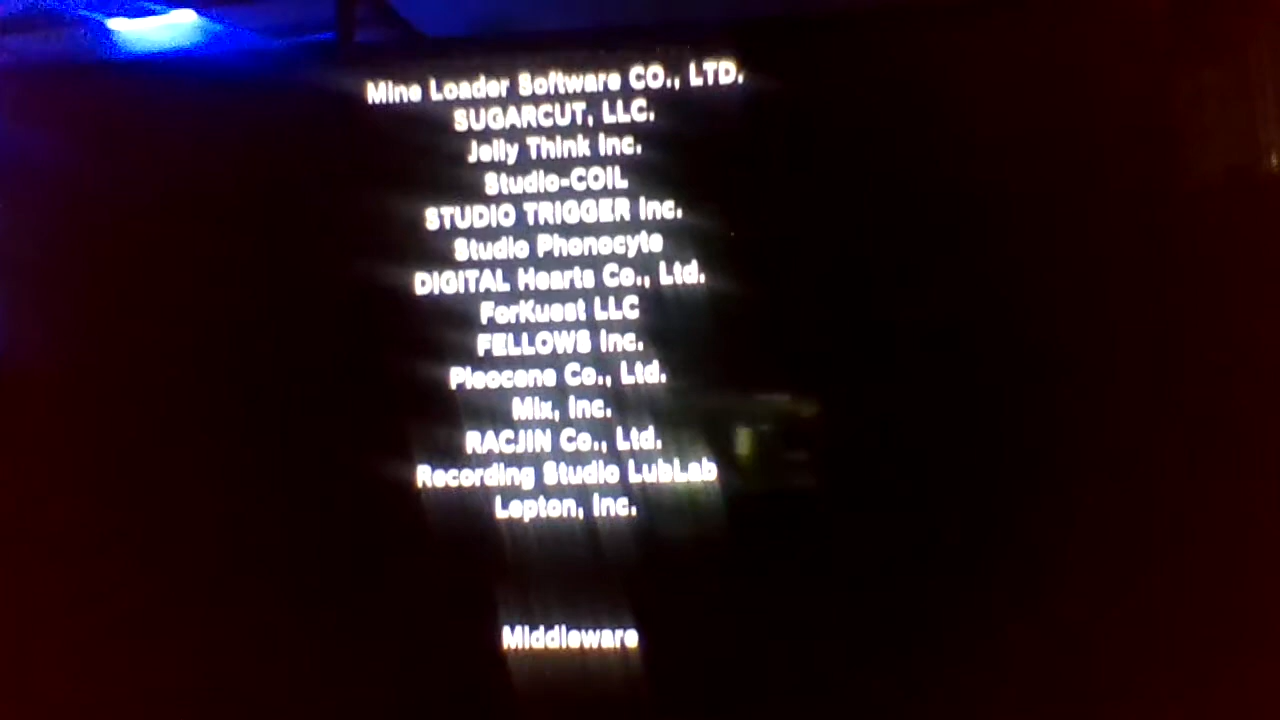 Mine Loader Software CO., LTD.
SUGARCUT, LLC.
Jelly Think Inc.
Studio-COIL
STUDIO TRIGGER Inc.
Studio Phonocyte
DIGITAL Hearts Co., Ltd.
ForKuest LLC
FELLOWS Inc.
Pleocene Co., Ltd.
Mix, Inc.
RACJIN Co., Ltd.
Recording Studio LubLab
Lepton, Inc.
Middleware